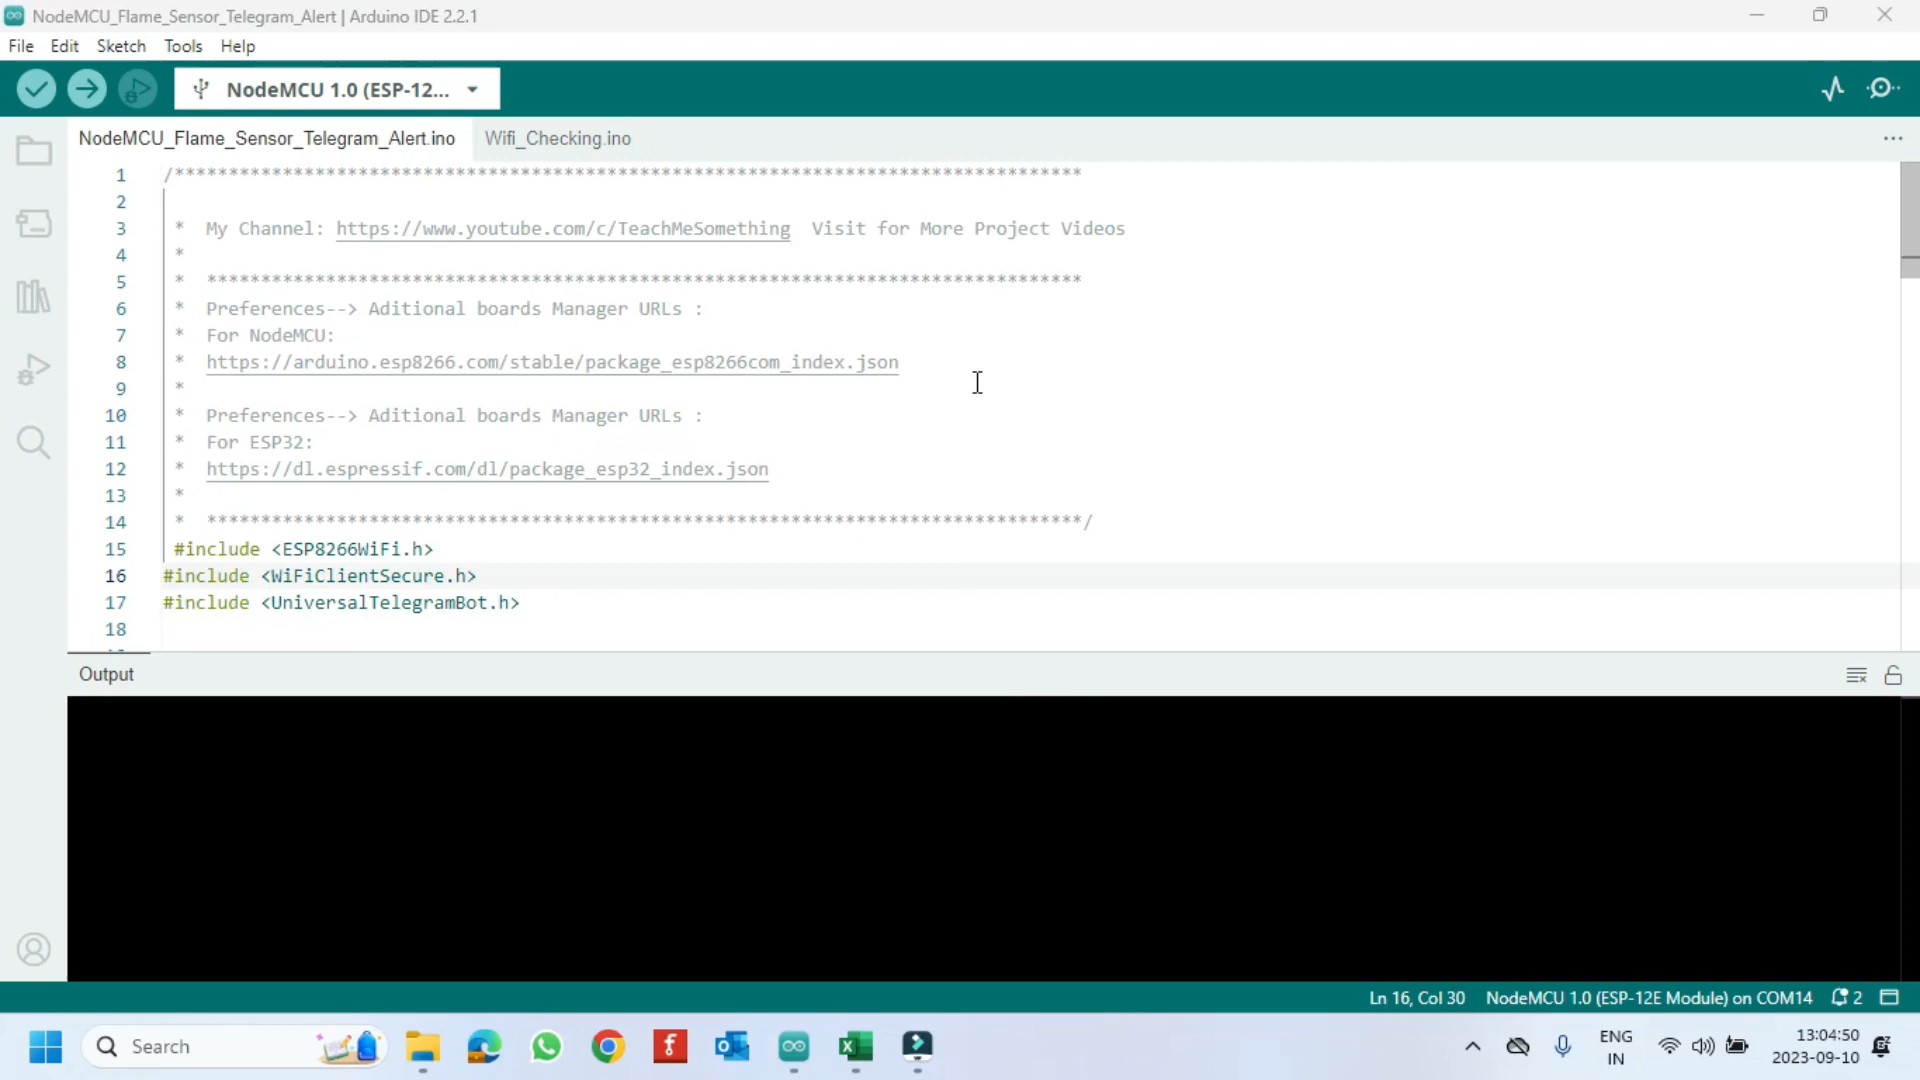 NodeMCU_Flame_Sensor_Telegram_Alert | Arduino IDE 2.2.1
File Edit Sketch Tools Help
NodeMCU 1.0 (ESP-12...
NodeMCU_Flame_Sensor_Telegram_Alert.ino Wifi_Checking.ino ...
1 /************************************************************************************
2
3 * My Channel: https://www.youtube.com/c/TeachMeSomething Visit for More Project Videos
4 *
5 * *********************************************************************************
6 * Preferences--> Aditional boards Manager URLs :
7 * For NodeMCU:
8 * https://arduino.esp8266.com/stable/package_esp8266com_index.json
9 *
10 * Preferences--> Aditional boards Manager URLs :
11 * For ESP32:
12 * https://dl.espressif.com/dl/package_esp32_index.json
13 *
14 * *********************************************************************************/
15 #include <ESP8266WiFi.h>
16 #include <WiFiClientSecure.h>
17 #include <UniversalTelegramBot.h>
18
Output
Ln 16, Col 30 NodeMCU 1.0 (ESP-12E Module) on COM14 2
Search
ENG
IN
13:04:50
2023-09-10